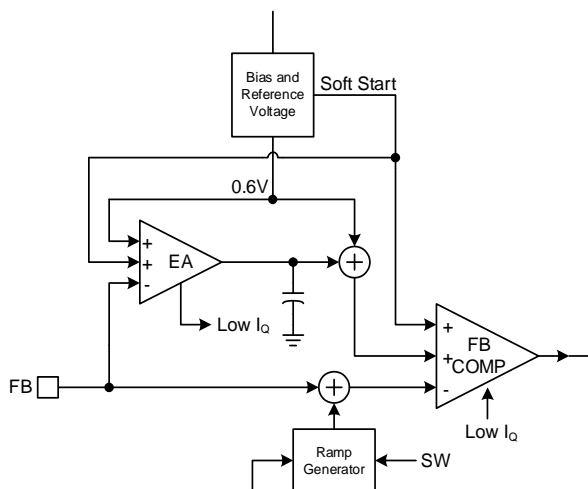 Bias and
Reference
Voltage
Soft Start
0.6V
+
+
-
EA
+
Low IQ
FB
+
+
+
-
FB
COMP
Low IQ
Ramp
Generator
SW